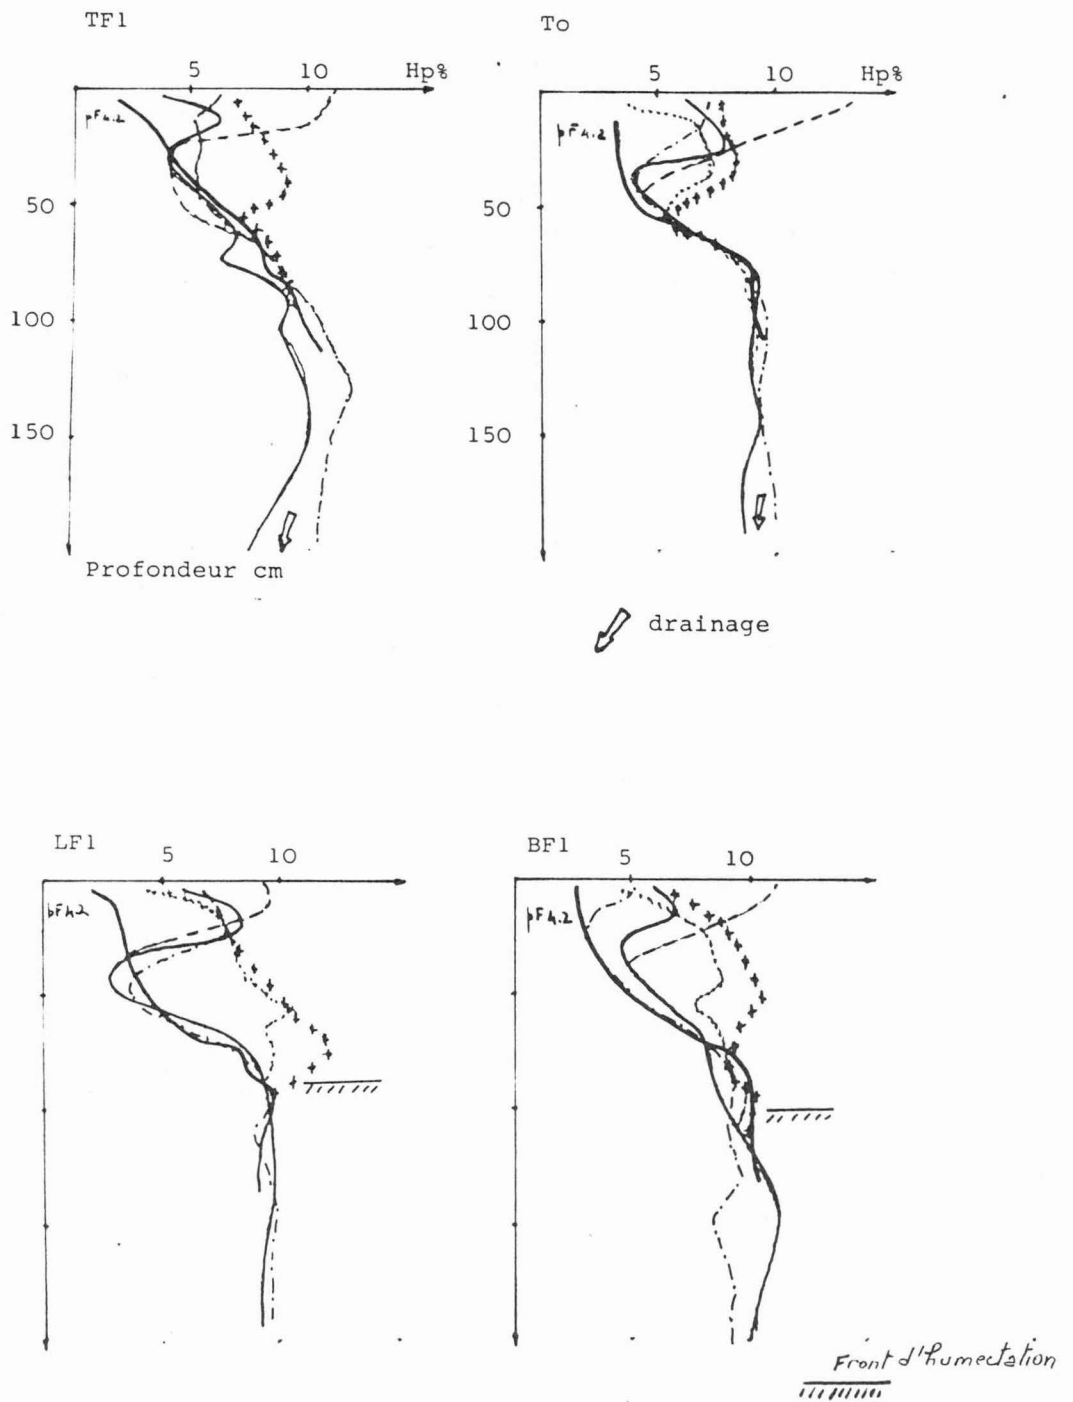 TF1
To
5 10 Hp%
5 10 Hp%
pF4.2
pF4.2
50
50
100
100
150
150
Profondeur cm
drainage
LF1
BF1
5 10
5 10
pF4.2
pF4.2
Front d'humectation